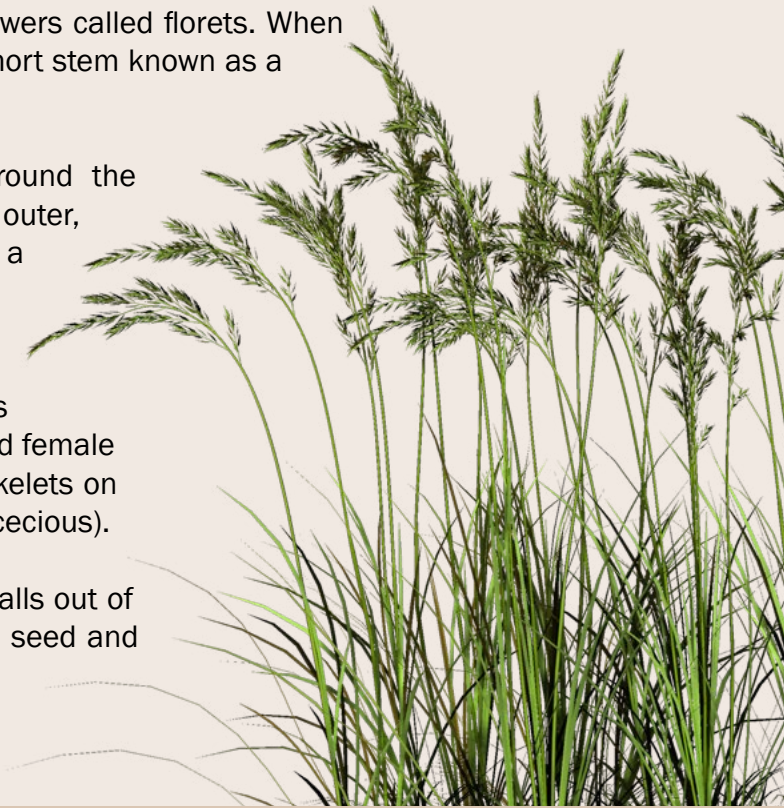 wers called florets. When
hort stem known as a
round the
outer,
a
s
d female
kelets on
cecious).
alls out of
seed and